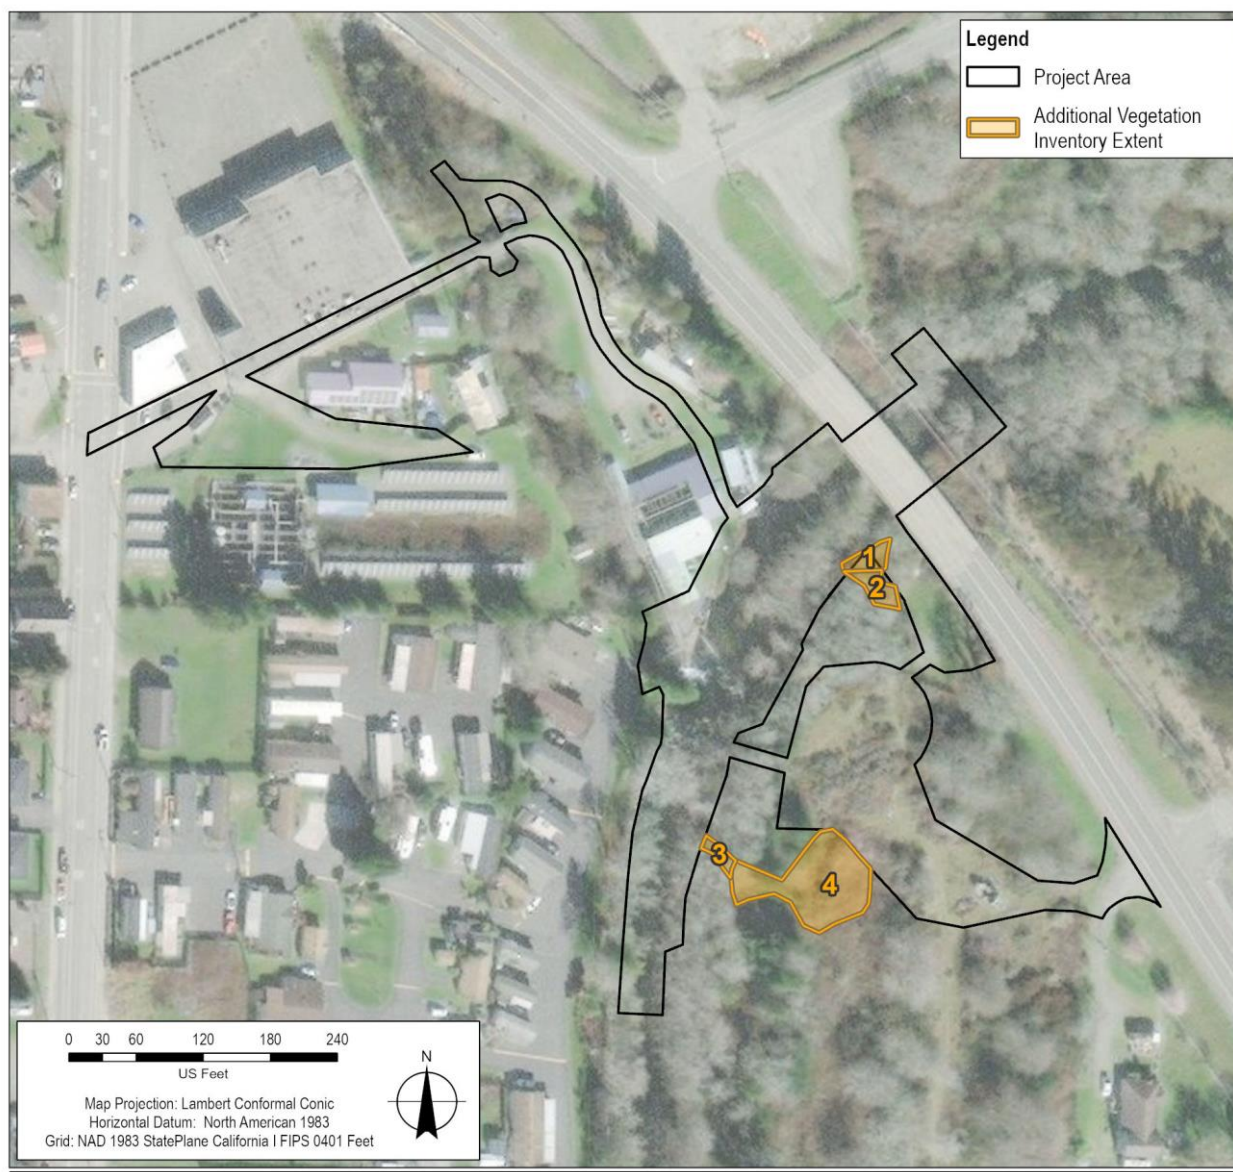 Legend
Project Area
Additional Vegetation
Inventory Extent
1
2
3
4
0 30 60 120 180 240
US Feet
N
Map Projection: Lambert Conformal Conic
Horizontal Datum: North American 1983
Grid: NAD 1983 StatePlane California I FIPS 0401 Feet